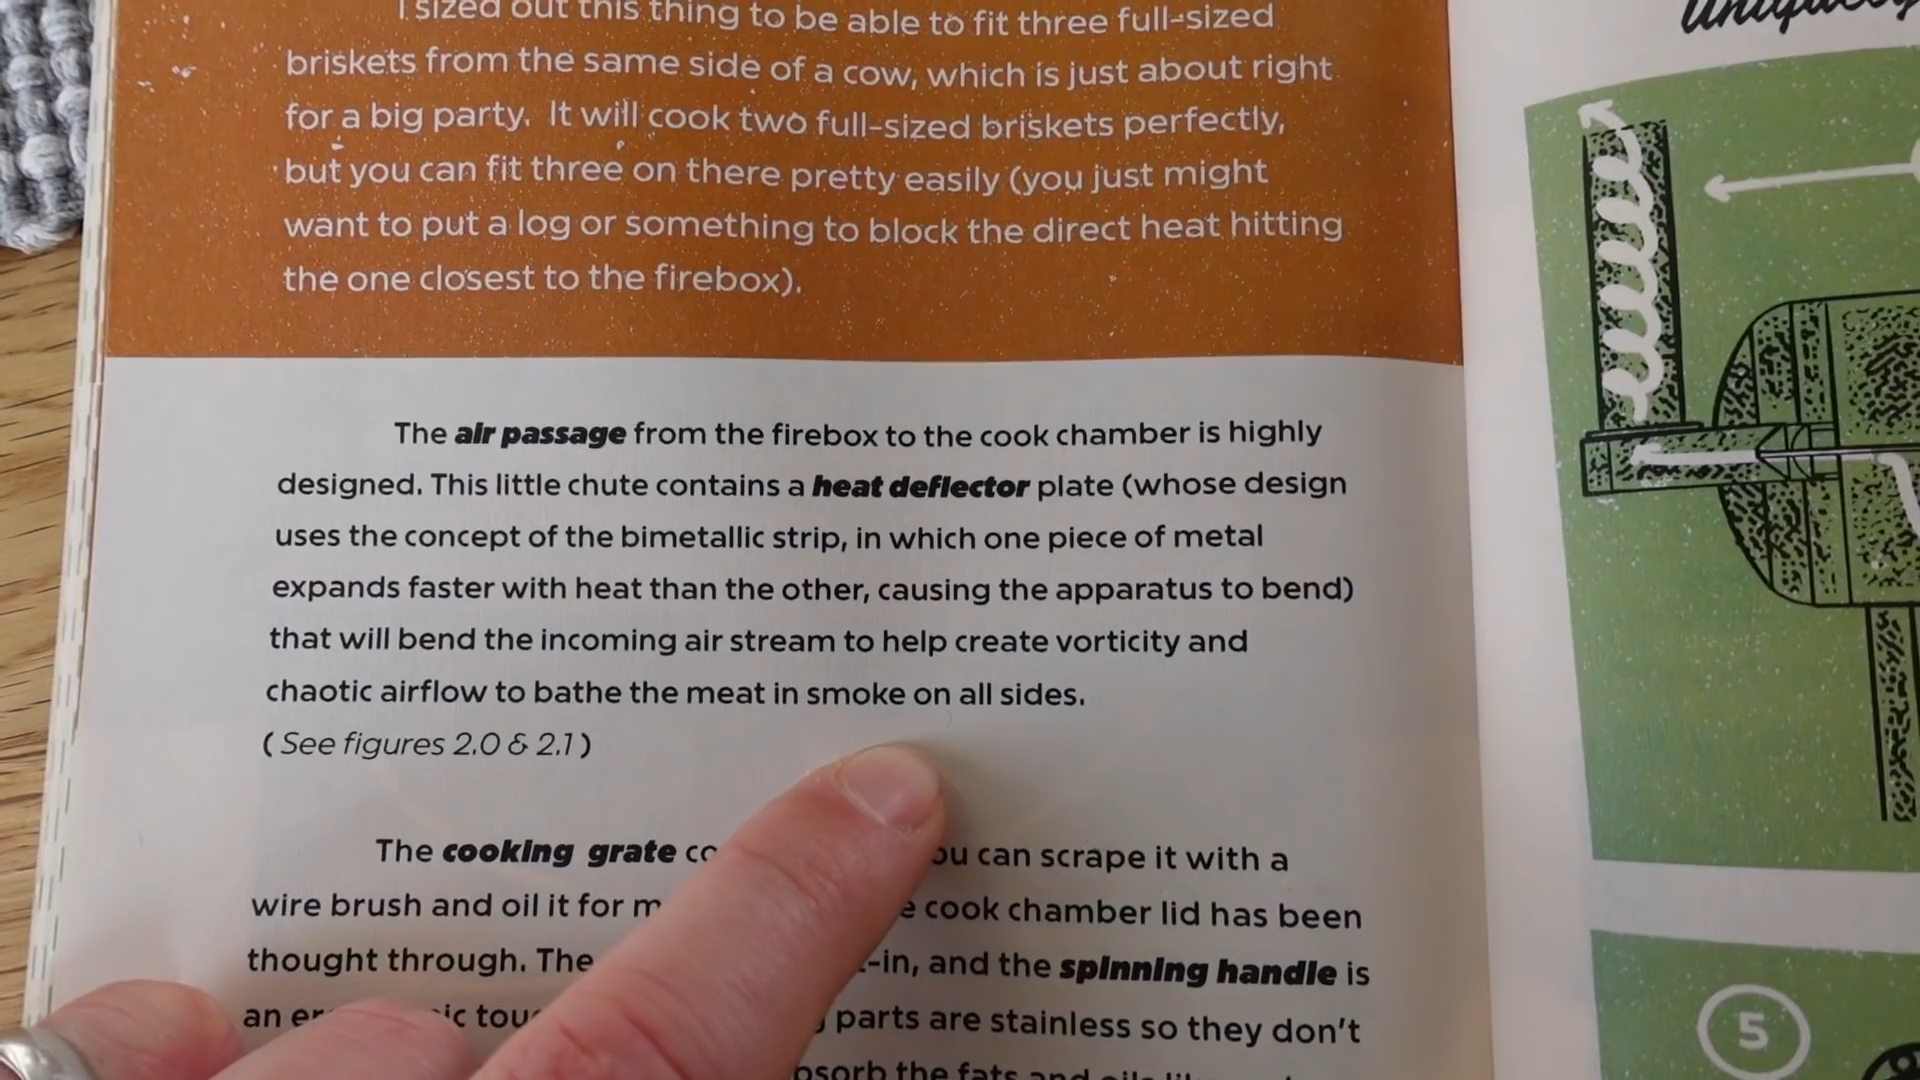 I sized out this thing to be able to fit three full-sized
briskets from the same side of a cow, which is just about right
for a big party. It will cook two full-sized briskets perfectly,
but you can fit three on there pretty easily (you just might
want to put a log or something to block the direct heat hitting
the one closest to the firebox).
The air passage from the firebox to the cook chamber is highly
designed. This little chute contains a heat deflector plate (whose design
uses the concept of the bimetallic strip, in which one piece of metal
expands faster with heat than the other, causing the apparatus to bend)
that will bend the incoming air stream to help create vorticity and
chaotic airflow to bathe the meat in smoke on all sides.
(See figures 2.0 & 2.1)
The cooking grate can scrape it with a
wire brush and oil it for cook chamber lid has been
thought through. The -in, and the spinning handle is
an parts are stainless so they don't
the fats and
5